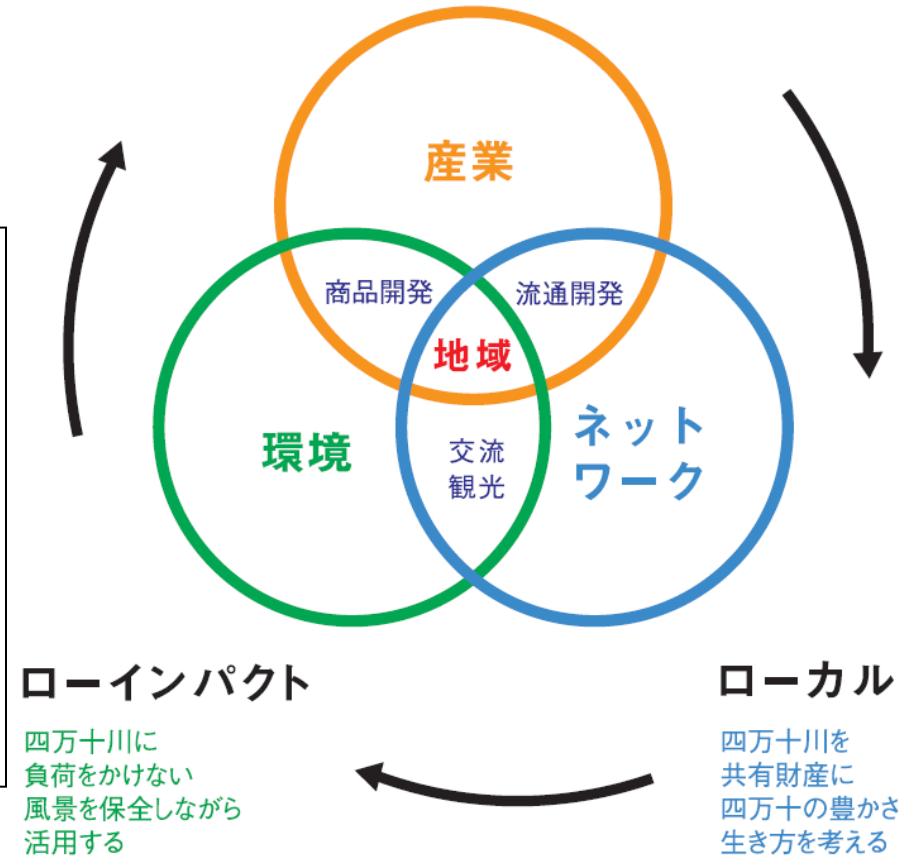 産業
商品開発
流通開発
地域
環境
ネット
ワーク
交流
観光
ローインパクト
四万十川に
負荷をかけない
風景を保全しながら
活用する
ローカル
四万十川を
共有財産に
四万十の豊かさ
生き方を考える